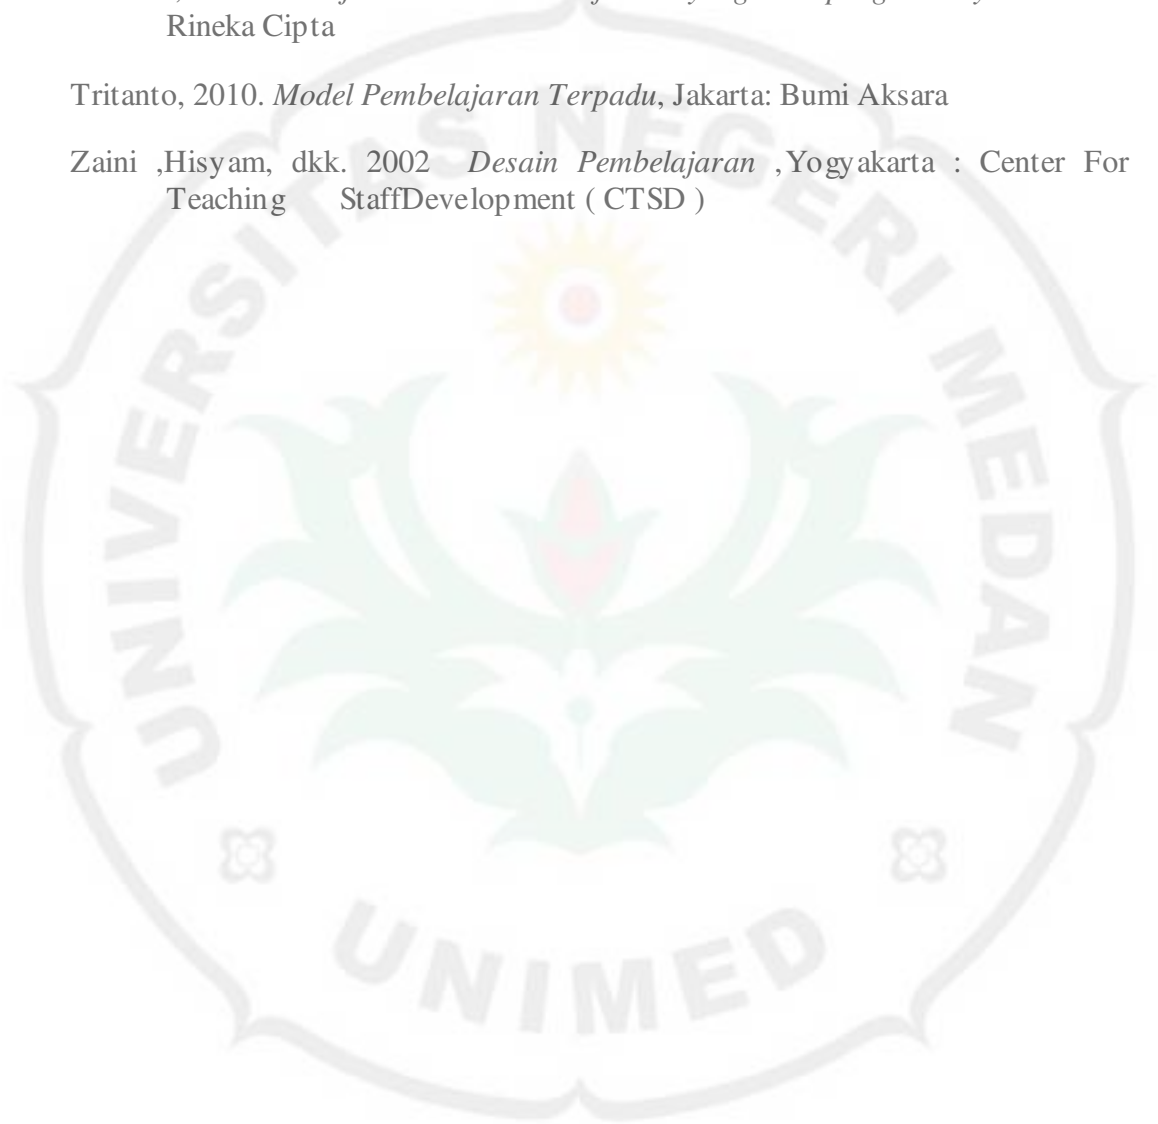 Rineka Cipta
Tritanto, 2010. Model Pembelajaran Terpadu, Jakarta: Bumi Aksara
Zaini ,Hisyam, dkk. 2002 Desain Pembelajaran ,Yogyakarta : Center For
Teaching StaffDevelopment ( CTSD )
UNIVERSITAS NEGERI MEDAN
UNIMED